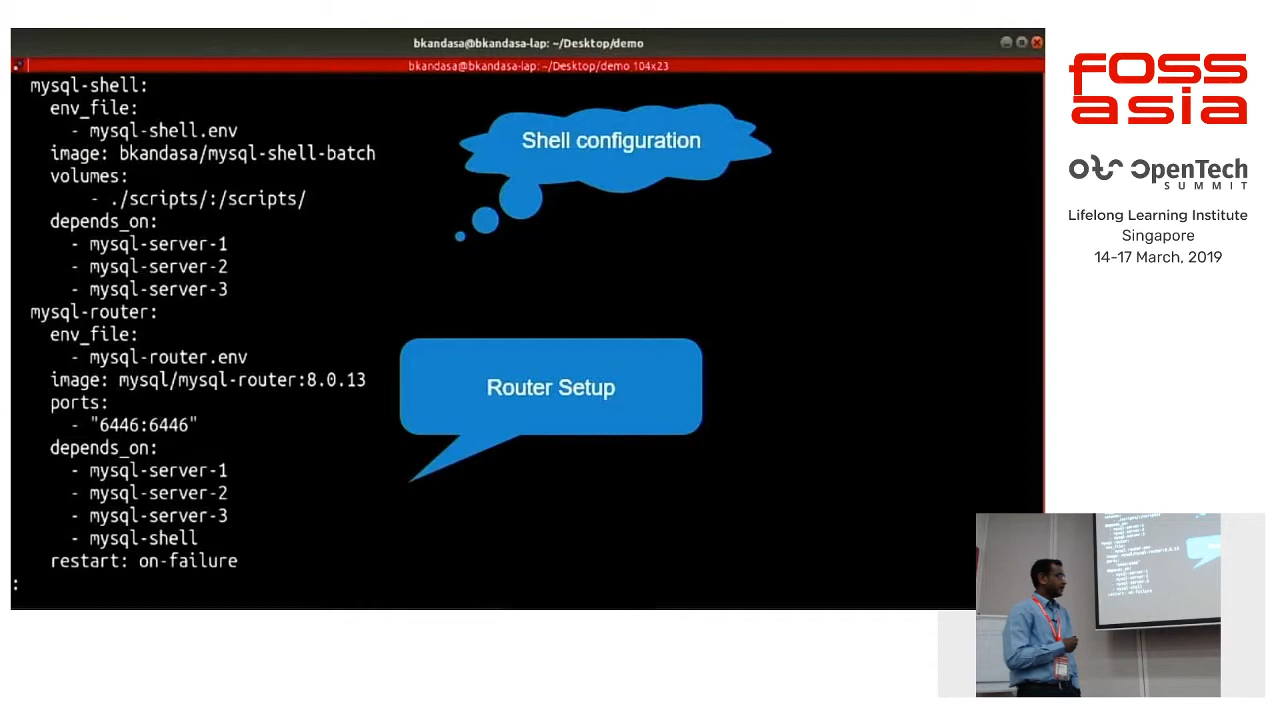 bkandasa@bkandasa-lap: ~/Desktop/demo
bkandasa@bkandasa-lap: ~/Desktop/demo 104x23
mysql-shell:
env_file:
- mysql-shell.env
image: bkandasa/mysql-shell-batch
volumes:
- ./scripts/:/scripts/
depends_on:
- mysql-server-1
- mysql-server-2
- mysql-server-3
mysql-router:
env_file:
- mysql-router.env
image: mysql/mysql-router:8.0.13
ports:
- "6446:6446"
depends_on:
- mysql-server-1
- mysql-server-2
- mysql-server-3
- mysql-shell
restart: on-failure
:
Shell configuration
Router Setup
FOSS
asia
OpenTech
SUMMIT
Lifelong Learning Institute
Singapore
14-17 March, 2019